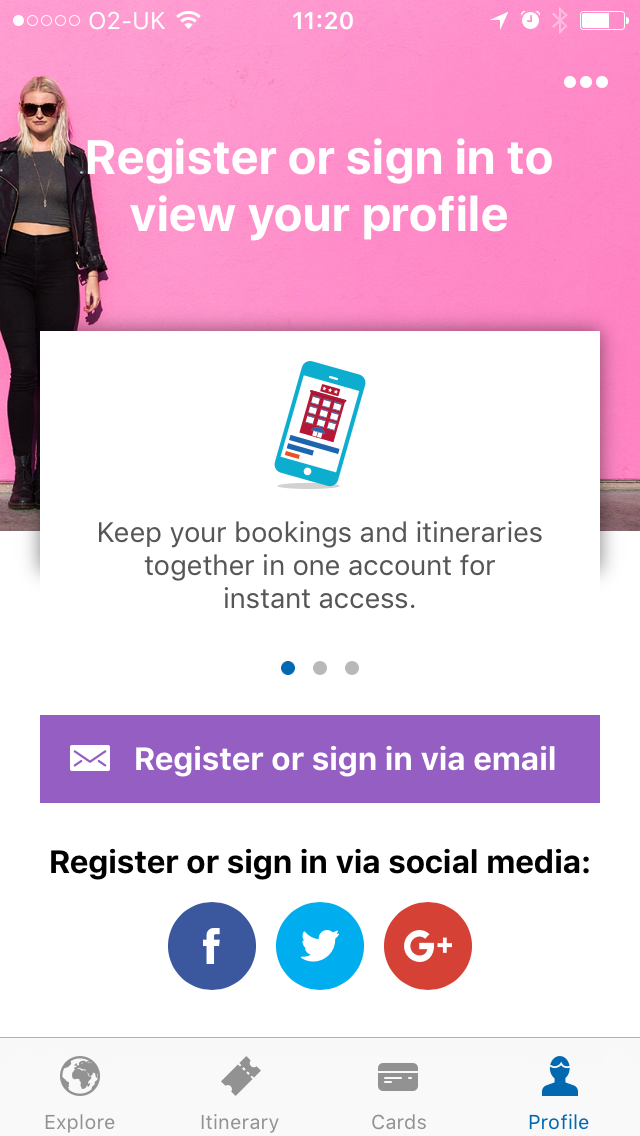 O2-UK 11:20
Register or sign in to
view your profile
Keep your bookings and itineraries
together in one account for
instant access.
Register or sign in via email
Register or sign in via social media:
f G+
Explore Itinerary Cards Profile